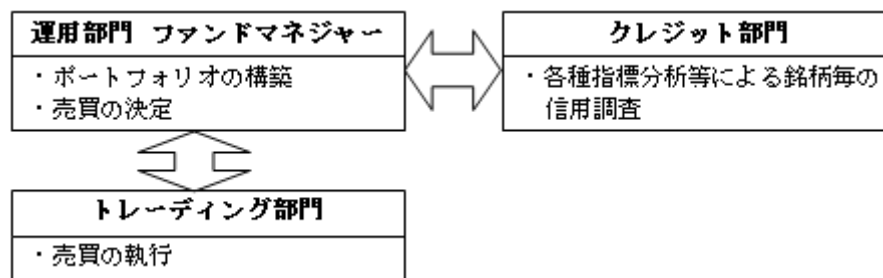 運用部門 ファンドマネジャー
・ポートフォリオの構築
・売買の決定
クレジット部門
・各種指標分析等による銘柄毎の
信用調査
トレーディング部門
・売買の執行